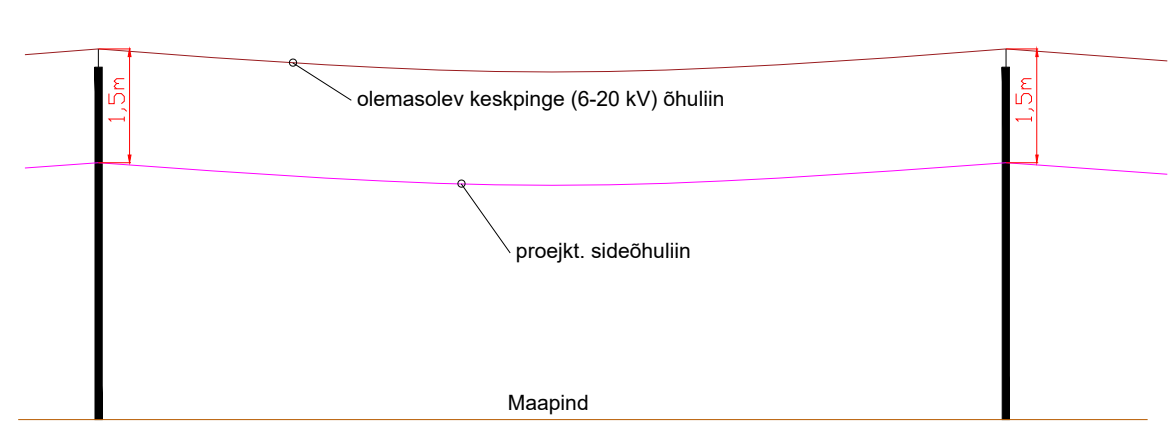 1,5m
1,5m
olemasolev keskpinge (6-20 kV) õhuliin
proejkt. sideõhuliin
Maapind